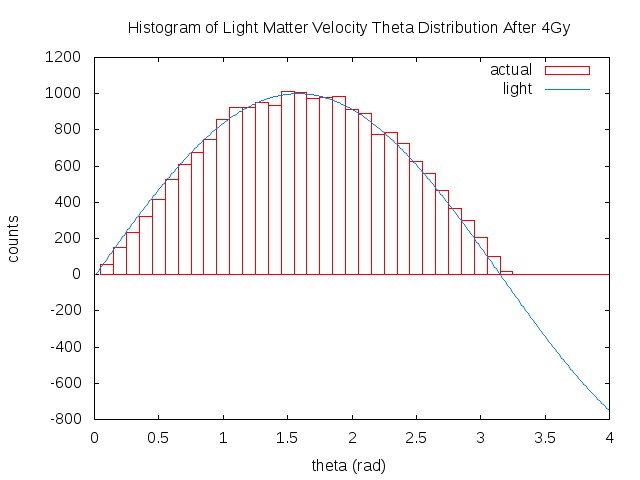 Histogram of Light Matter Velocity Theta Distribution After 4Gy
actual
light
1200
1000
800
600
400
200
0
-200
-400
-600
-800
counts
0 0.5 1 1.5 2 2.5 3 3.5 4
theta (rad)